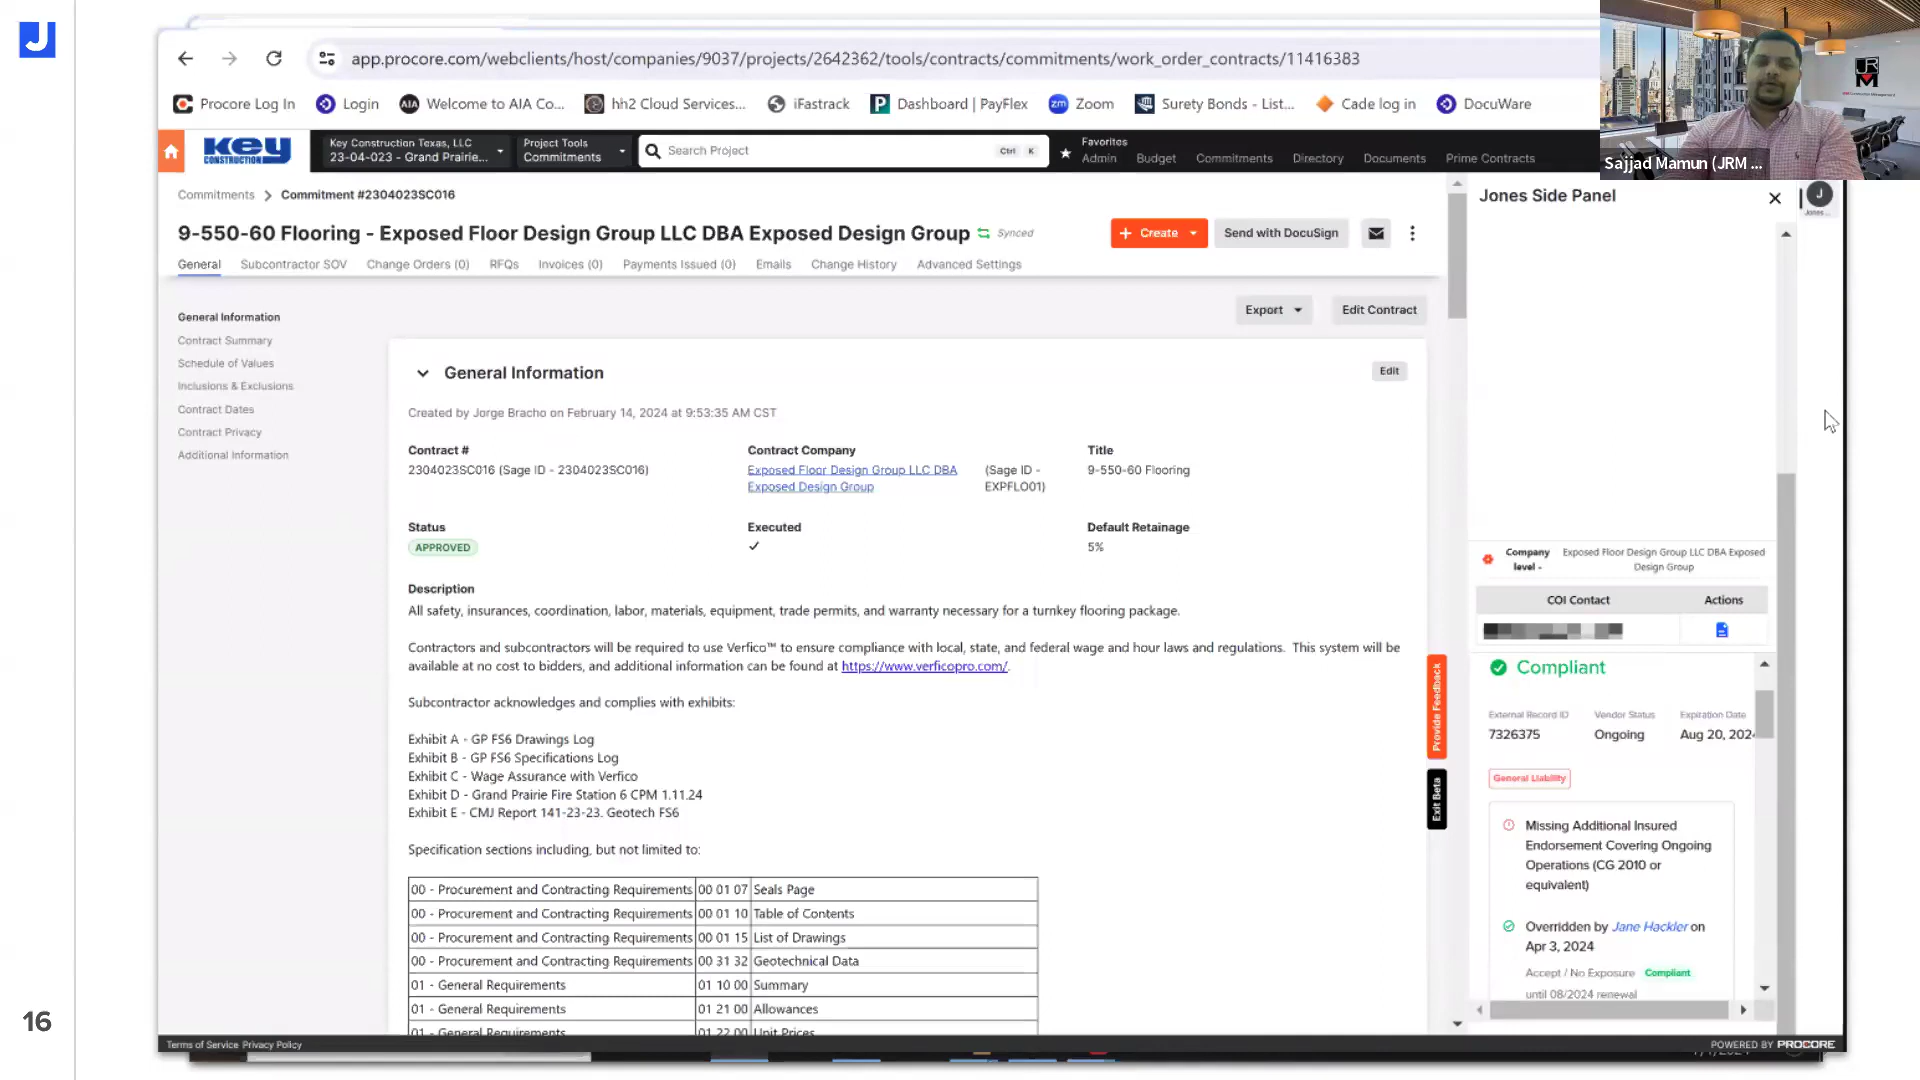 J
app.procore.com/webclients/host/companies/9037/projects/2642362/tools/contracts/commitments/work_order_contracts/11416383
Procore Log In
Login
AIA
Welcome to AIA Co...
hh2 Cloud Services...
iFastrack
P
Dashboard | PayFlex
zm
Zoom
Surety Bonds - List...
Cade log in
DocuWare
JRM
Sajjad Mamun (JRM ...
KEY
CONSTRUCTION
Key Construction Texas, LLC
23-04-023 - Grand Prairie...
Project Tools
Commitments
Search Project
Ctrl K
Favorites
Admin
Budget
Commitments
Directory
Documents
Prime Contracts
Commitments
Commitment #2304023SC016
9-550-60 Flooring - Exposed Floor Design Group LLC DBA Exposed Design Group
Synced
Create
Send with DocuSign
General
Subcontractor SOV
Change Orders (0)
RFQs
Invoices (0)
Payments Issued (0)
Emails
Change History
Advanced Settings
Export
Edit Contract
General Information
Contract Summary
Schedule of Values
Inclusions & Exclusions
Contract Dates
Contract Privacy
Additional Information
General Information
Edit
Created by Jorge Bracho on February 14, 2024 at 9:53:35 AM CST
Contract #
2304023SC016 (Sage ID - 2304023SC016)
Contract Company
Exposed Floor Design Group LLC DBA
Exposed Design Group
(Sage ID -
EXPFLO01)
Title
9-550-60 Flooring
Status
APPROVED
Executed
Default Retainage
5%
Description
All safety, insurances, coordination, labor, materials, equipment, trade permits, and warranty necessary for a turnkey flooring package.
Contractors and subcontractors will be required to use Verfico™ to ensure compliance with local, state, and federal wage and hour laws and regulations. This system will be
available at no cost to bidders, and additional information can be found at https://www.verficopro.com/.
Subcontractor acknowledges and complies with exhibits:
Exhibit A - GP FS6 Drawings Log
Exhibit B - GP FS6 Specifications Log
Exhibit C - Wage Assurance with Verfico
Exhibit D - Grand Prairie Fire Station 6 CPM 1.11.24
Exhibit E - CMJ Report 141-23-23. Geotech FS6
Specification sections including, but not limited to:
00 - Procurement and Contracting Requirements 00 01 07 Seals Page
00 - Procurement and Contracting Requirements 00 01 10 Table of Contents
00 - Procurement and Contracting Requirements 00 01 15 List of Drawings
00 - Procurement and Contracting Requirements 00 31 32 Geotechnical Data
01 - General Requirements 01 10 00 Summary
01 - General Requirements 01 21 00 Allowances
01 - General Requirements 01 22 00 Unit Prices
Provide Feedback
Exit Beta
Jones Side Panel
J
Jones...
Company
level -
Exposed Floor Design Group LLC DBA Exposed
Design Group
COI Contact
Actions
Compliant
External Record ID
7326375
Vendor Status
Ongoing
Expiration Date
Aug 20, 2024
General Liability
Missing Additional Insured
Endorsement Covering Ongoing
Operations (CG 2010 or
equivalent)
Overridden by Jane Hackler on
Apr 3, 2024
Accept / No Exposure
Compliant
until 08/2024 renewal
16
Terms of Service Privacy Policy
POWERED BY PROCORE